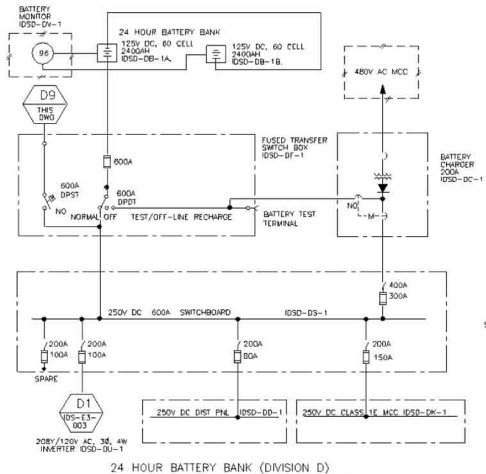 BATTERY
MONITOR
IDSD-DV-1
96
24 HOUR BATTERY BANK
125V DC, 60 CELL
2400AH
IDSD-DB-1A.
125V DC, 60 CELL
2400AH
IDSD-DB-1B.
480V AC MCC
D9
THIS
DWG
FUSED TRANSFER
SWITCH BOX
IDSD-DF-1
BATTERY
CHARGER
200A
IDSD-DC-1
600A
600A
DPST
NO
600A
DPDT
NORMAL OFF TEST/OFF-LINE RECHARGE
BATTERY TEST
TERMINAL
NO
M
400A
300A
250V DC 600A SWITCHBOARD IDSD-DS-1
200A
100A
200A
100A
200A
80A
200A
150A
SPARE
D1
IDS-E3-
003
250V DC DIST PNL IDSD-DD-1
250V DC CLASS 1E MCC IDSD-DK-1
208Y/120V AC, 3Ø, 4W
INVERTER IDSD-DU-1
24 HOUR BATTERY BANK (DIVISION D)